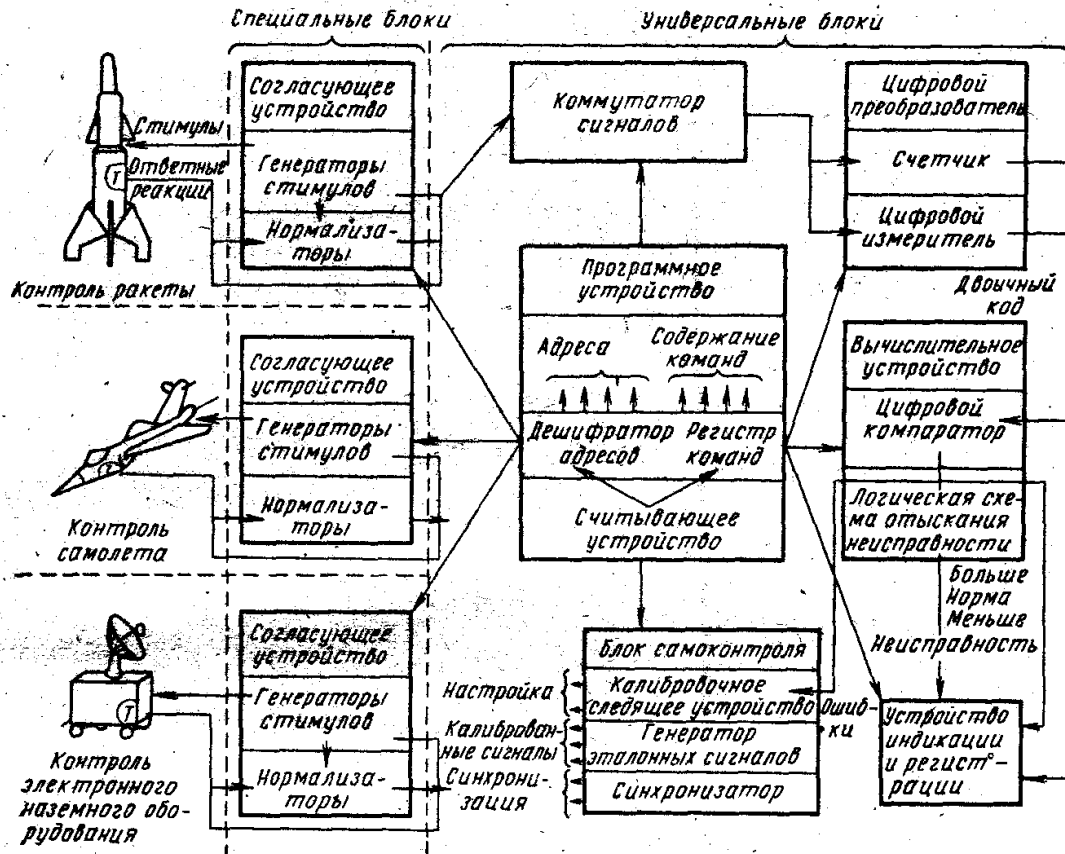 Специальные блоки
Универсальные блоки
Согласующее
устройство
Генераторы
стимулов
Нормализа-
торы
Стимулы
Ответные
реакции
Т
Контроль ракеты
Коммутатор
сигналов
Цифровой
преобразователь
Счетчик
Цифровой
измеритель
Двоичный
код
Программное
устройство
Адреса
Содержание
команд
Дешифратор
адресов
Регистр
команд
Считывающее
устройство
Согласующее
устройство
Генераторы
стимулов
Нормализа-
торы
Т
Контроль
самолета
Вычислительное
устройство
Цифровой
компаратор
Логическая схе-
ма отыскания
неисправности
Больше
Норма
Меньше
Неисправность
Согласующее
устройство
Генераторы
стимулов
Нормализа-
торы
Т
Контроль
электронного
наземного обо-
рудования
Настройка
Калиброван-
ные сигналы
Синхрони-
зация
Блок самоконтроля
Калибровочное
следящее устройство
Генератор
эталонных сигналов
Синхронизатор
Ошиб-
ки
Устройство
индикации
и регист-
рации